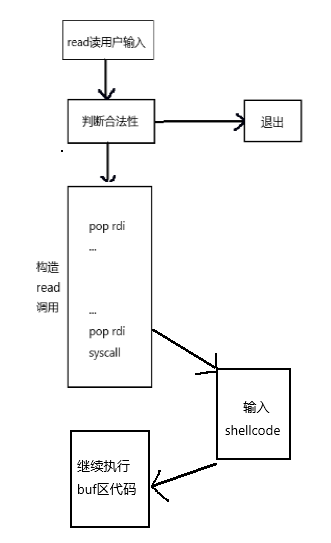 read读用户输入
判断合法性
退出
构造
read
调用
pop rdi
...
...
pop rdi
syscall
输入
shellcode
继续执行
buf区代码